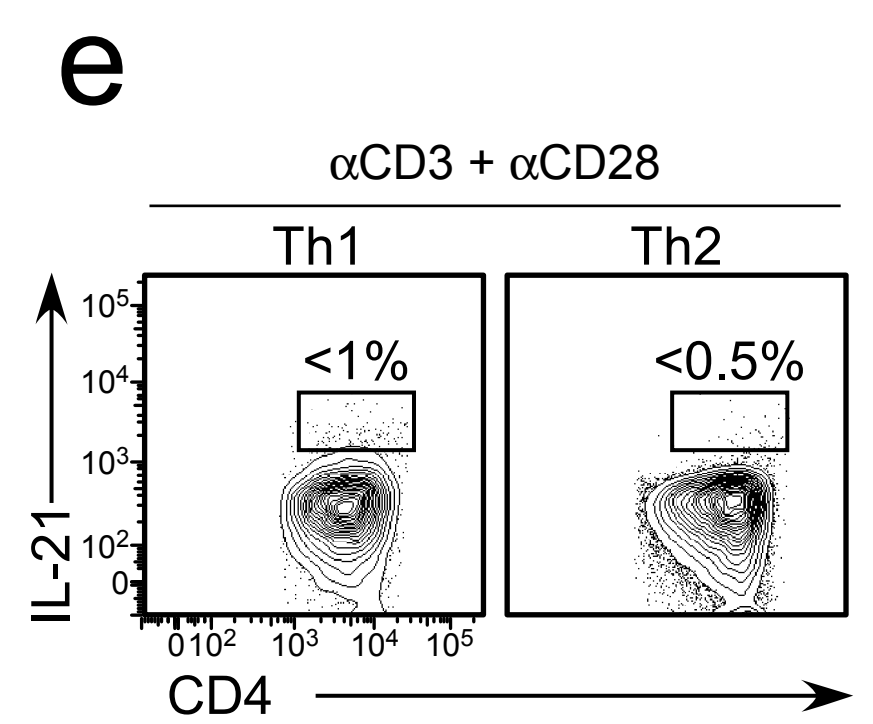 e
αCD3 + αCD28
Th1 Th2
10⁵
<1% <0.5%
10⁴
10³
10²
0
IL-21
0 10² 10³ 10⁴ 10⁵
CD4